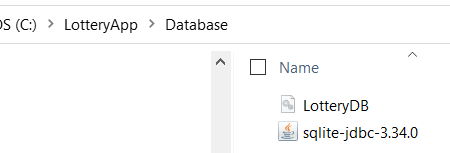 OS (C:) > LotteryApp > Database
Name
LotteryDB
sqlite-jdbc-3.34.0